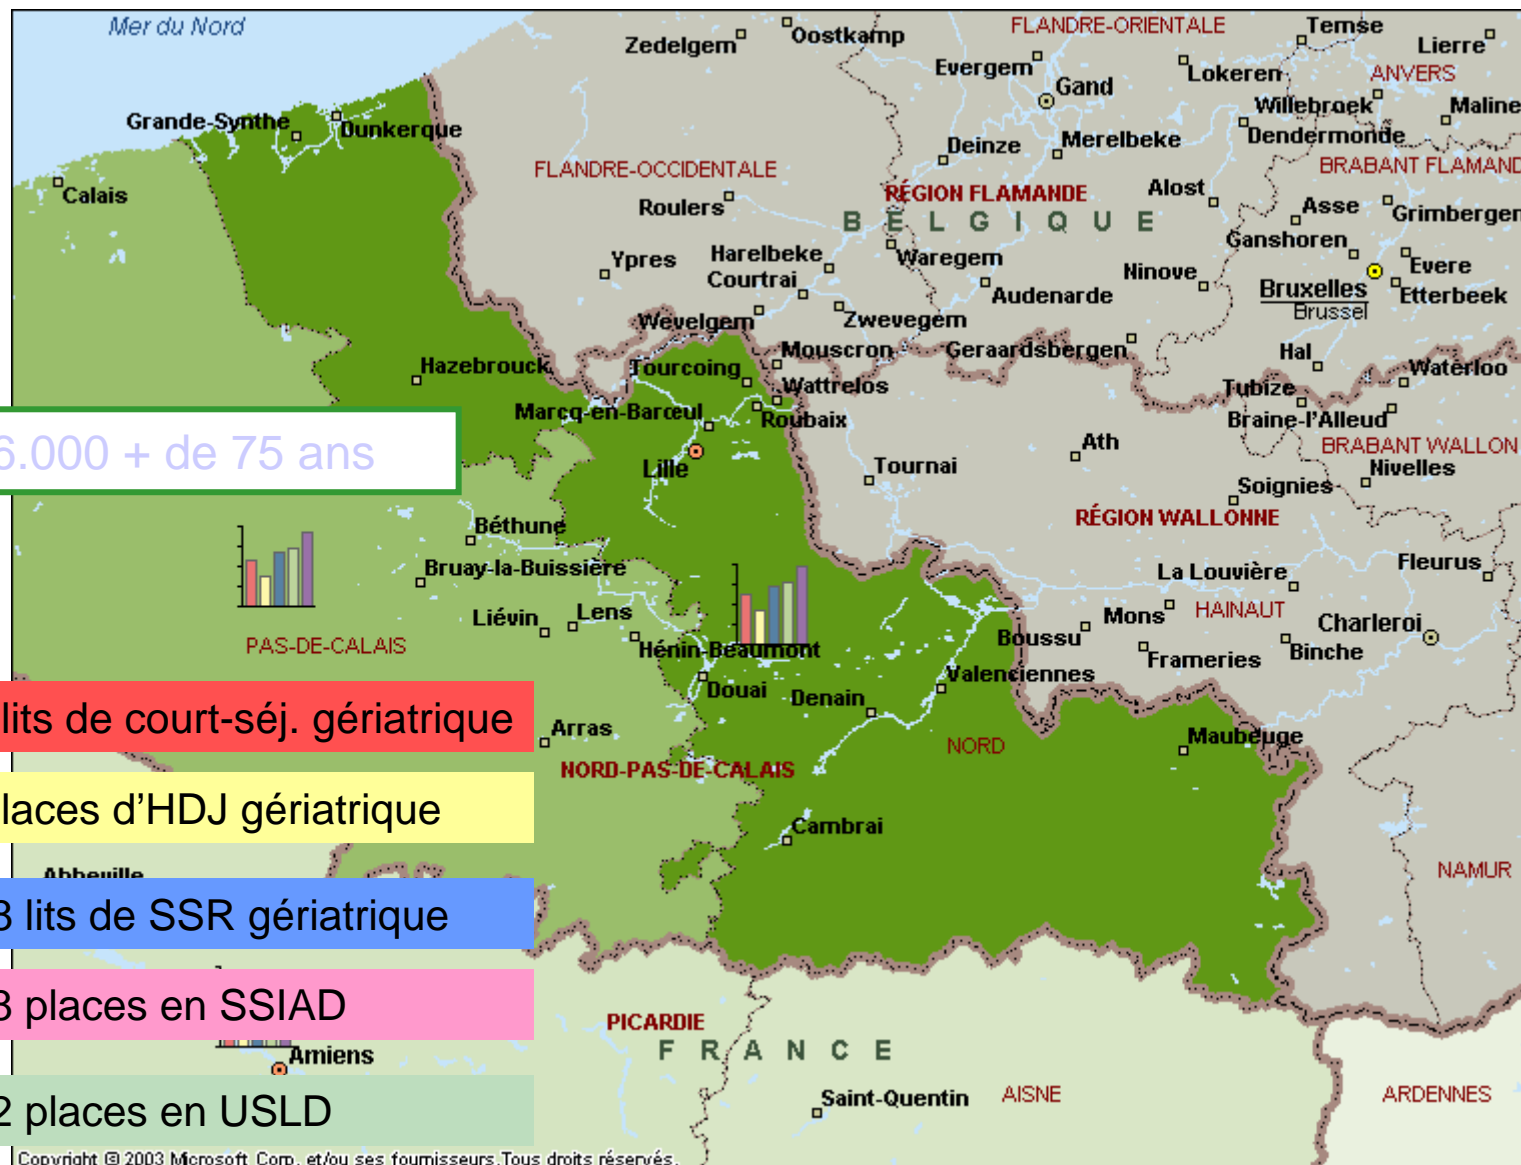 Mer du Nord
Zedelgem
Oostkamp
FLANDRE-ORIENTALE
Temse
Lierre
Evergem
Lokeren
ANVERS
Gand
Willebroek
Maline
Grande-Synthe
Dunkerque
Deinze
Merelbeke
Dendermonde
FLANDRE-OCCIDENTALE
BRABANT FLAMAND
Calais
Roulers
RÉGION FLAMANDE
Alost
Asse
Grimbergen
BELGIQUE
Ganshoren
Ypres
Harelbeke
Waregem
Evere
Courtrai
Ninove
Audenarde
Bruxelles
Etterbeek
Brussel
Wevelgem
Zwevegem
Mouscron
Geraardsbergen
Hal
Hazebrouck
Tourcoing
Waterloo
Wattrelos
Tubize
Marcq-en-Barœul
Roubaix
Braine-l'Alleud
6.000 + de 75 ans
Ath
BRABANT WALLON
Lille
Tournai
Nivelles
Soignies
Béthune
RÉGION WALLONNE
Bruay-la-Buissière
La Louvière
Fleurus
Liévin
Lens
Mons
HAINAUT
Charleroi
PAS-DE-CALAIS
Hénin-Beaumont
Boussu
Frameries
Binche
Valenciennes
Douai
Denain
lits de court-séj. gériatrique
Arras
NORD
Maubeuge
NORD-PAS-DE-CALAIS
laces d’HDJ gériatrique
Cambrai
Abbeville
NAMUR
8 lits de SSR gériatrique
3 places en SSIAD
PICARDIE
FRANCE
Amiens
2 places en USLD
Saint-Quentin
AISNE
ARDENNES
Copyright © 2003 Microsoft Corp. et/ou ses fournisseurs. Tous droits réservés.